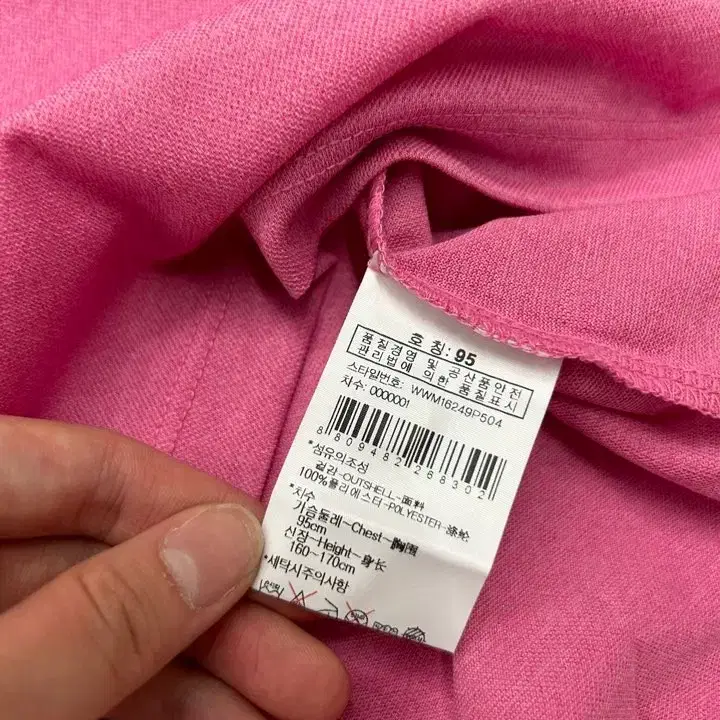 호 칭: 95
품질경영 및 공산품안전
관리법에 의한 품질표시
스타일번호: WWM16249P504
치수: 0000001
8 809482 268302
*섬유의조성
겉감-OUTSHELL-面料
100%폴리에스터-POLYESTER-涤纶
*치수
가슴둘레-Chest-胸围
95cm
신장-Height-身长
160~170cm
*세탁시주의사항